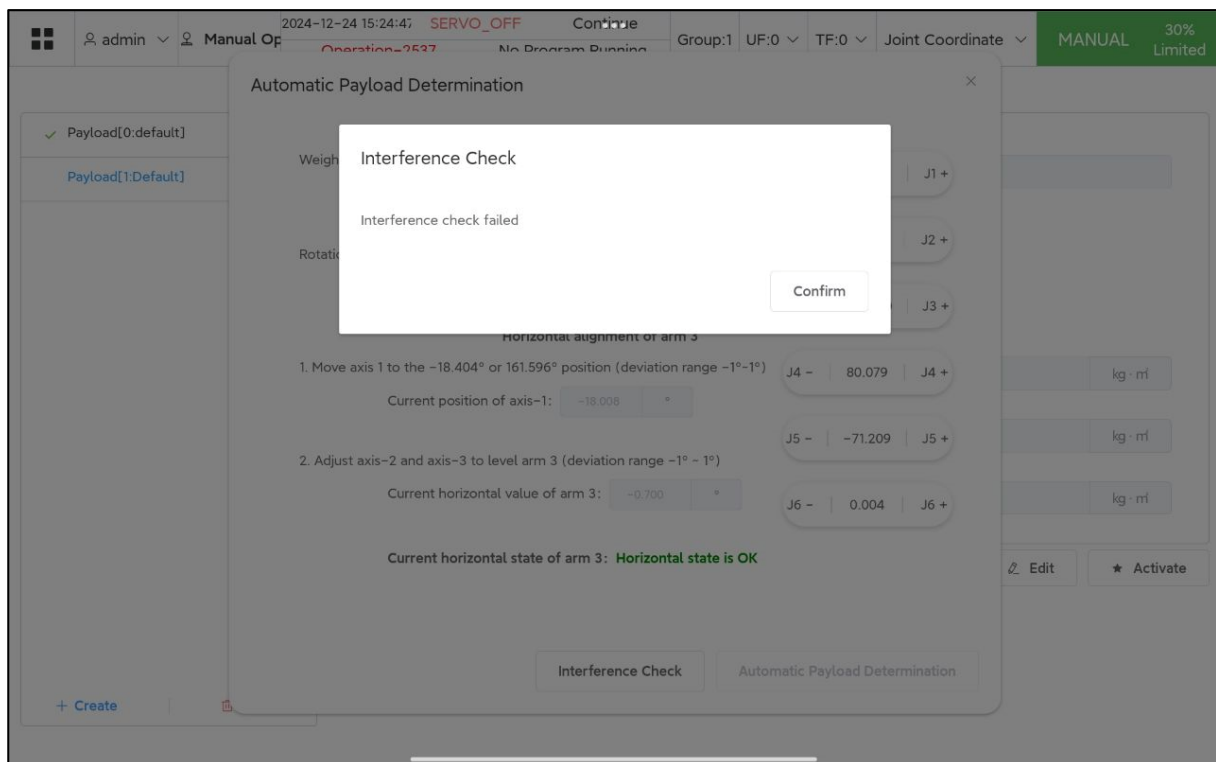 2024-12-24 15:24:47 SERVO_OFF Continue
admin Manual Op Operation-2537 No Program Running Group:1 UF:0 TF:0 Joint Coordinate MANUAL 30% Limited
Automatic Payload Determination
Payload[0:default]
Payload[1:Default]
Weigh
Interference Check
J1 +
Interference check failed
J2 +
Rotatio
Confirm
J3 +
Horizontal alignment of arm 3
1. Move axis 1 to the -18.404° or 161.596° position (deviation range -1°-1°)
J4 - 80.079 J4 +
kg · ㎡
Current position of axis-1: -18.008 °
J5 - -71.209 J5 +
kg · ㎡
2. Adjust axis-2 and axis-3 to level arm 3 (deviation range -1° - 1°)
Current horizontal value of arm 3: -0.700 °
J6 - 0.004 J6 +
kg · ㎡
Current horizontal state of arm 3: Horizontal state is OK
Edit Activate
Interference Check Automatic Payload Determination
+ Create